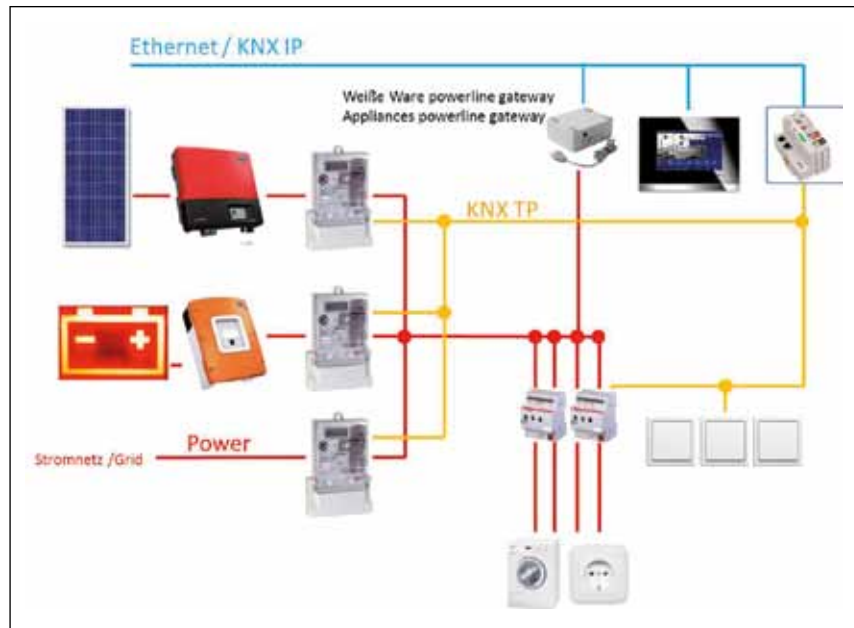 Ethernet / KNX IP
Weiße Ware powerline gateway
Appliances powerline gateway
KNX TP
Power
Stromnetz /Grid